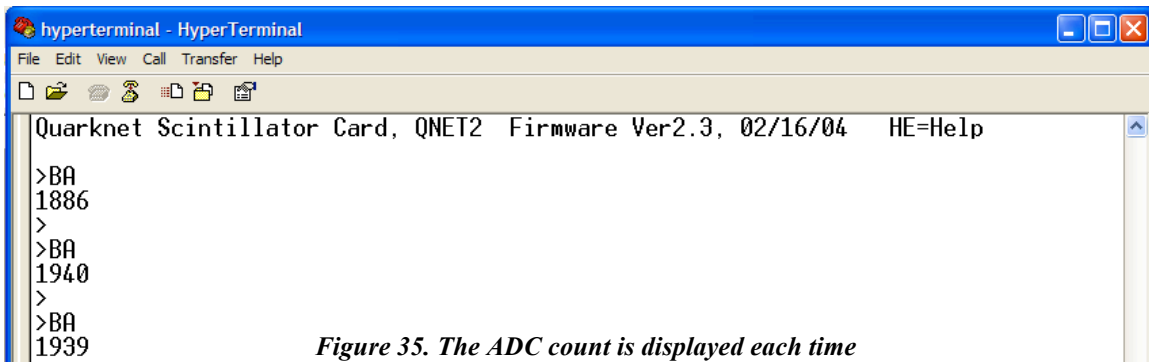 hyperterminal - HyperTerminal
File Edit View Call Transfer Help
Quarknet Scintillator Card, QNET2 Firmware Ver2.3, 02/16/04 HE=Help
>BA
1886
>
>BA
1940
>
>BA
1939
Figure 35. The ADC count is displayed each time